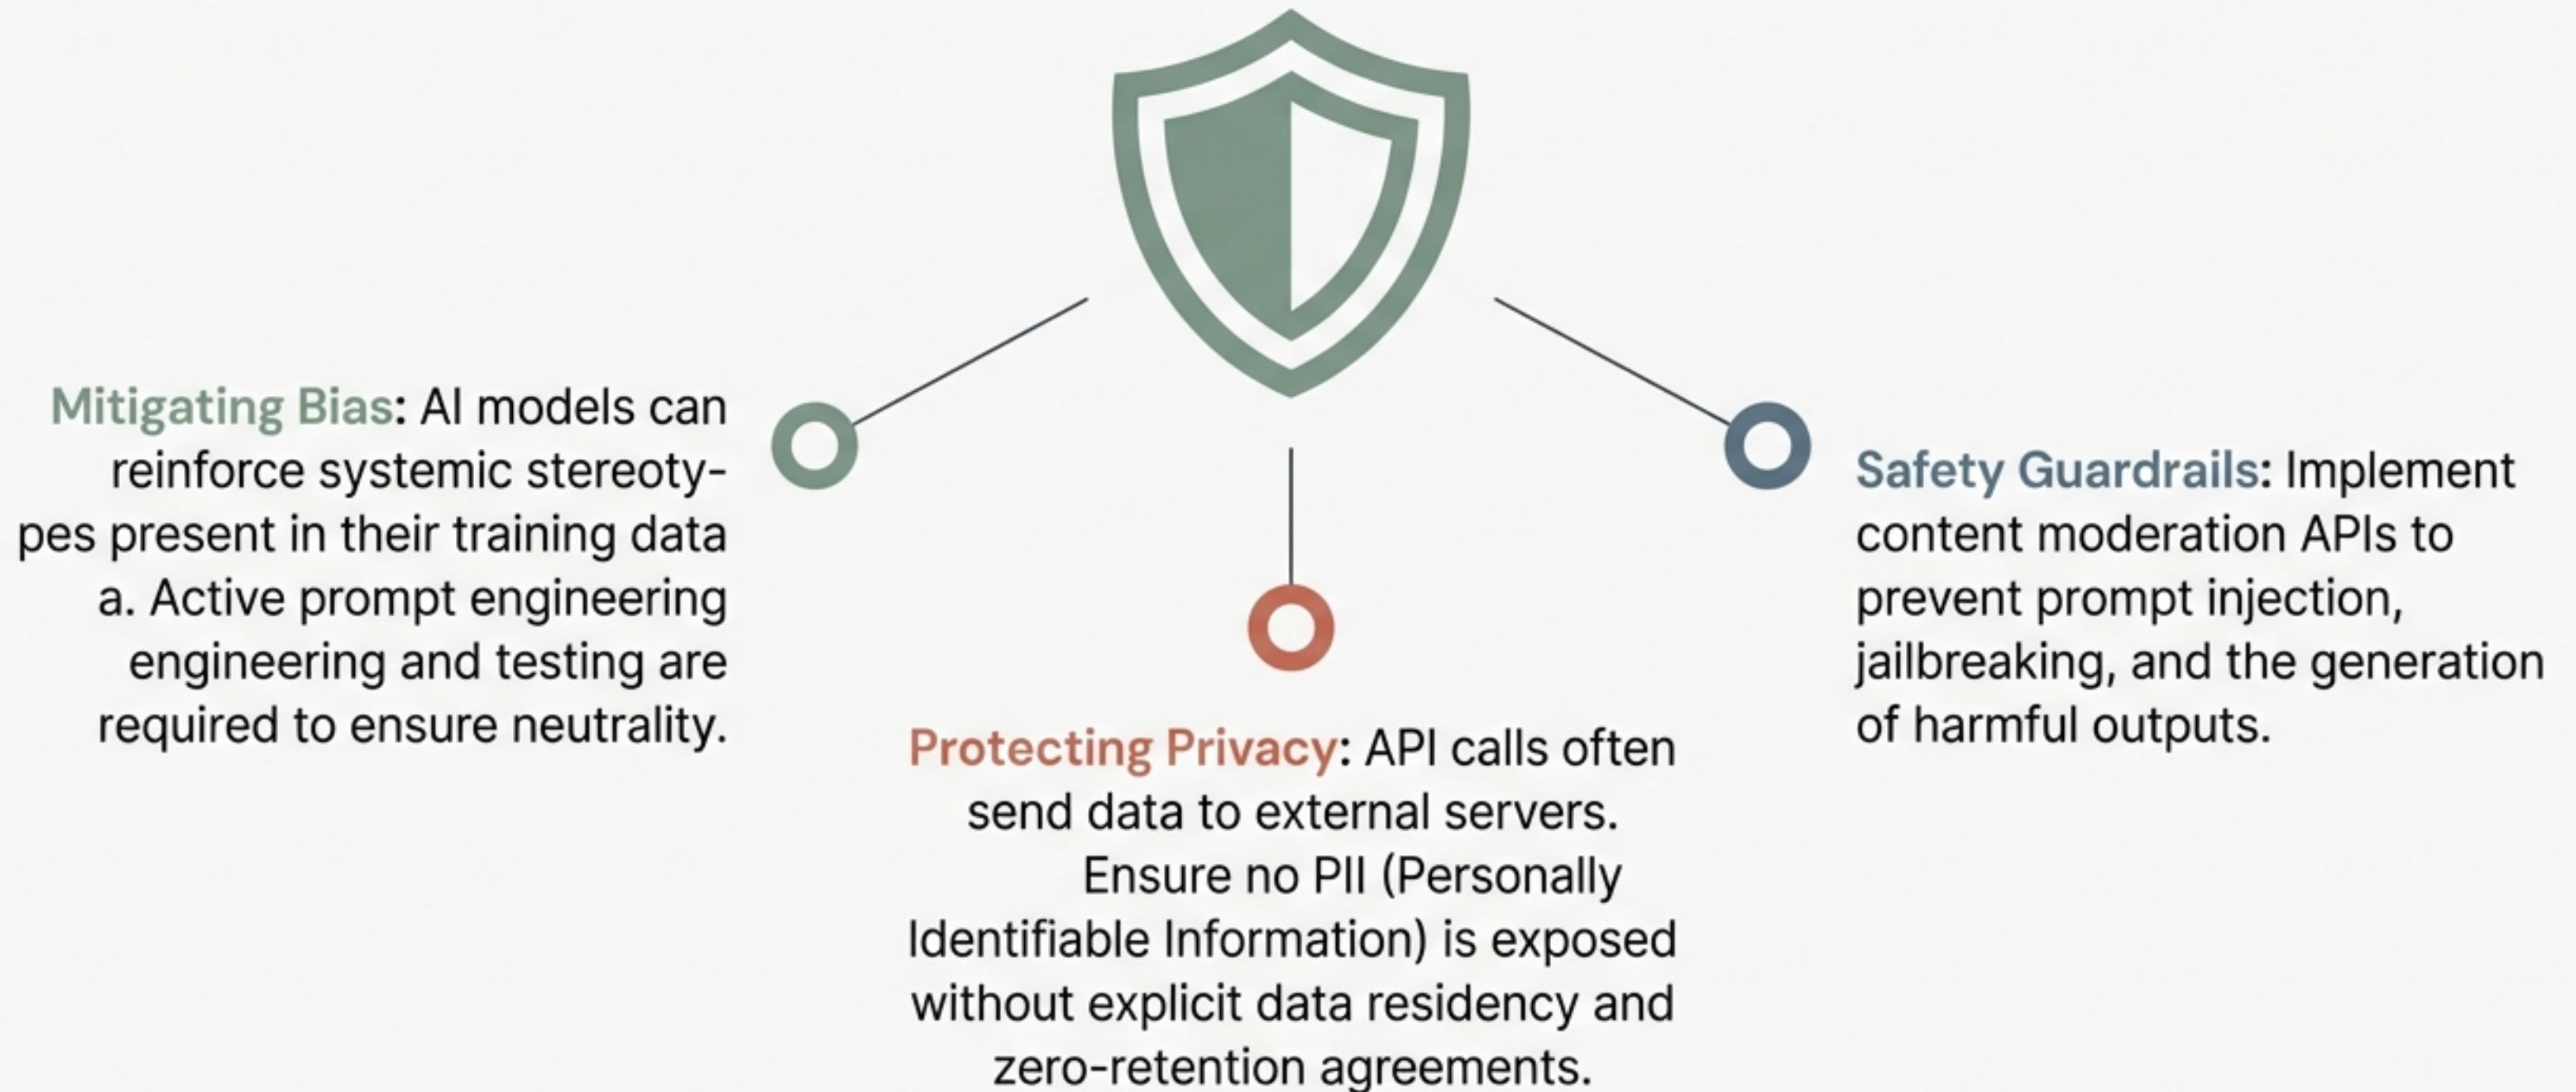 Mitigating Bias: AI models can
reinforce systemic stereoty-
pes present in their training data
a. Active prompt engineering
engineering and testing are
required to ensure neutrality.
Protecting Privacy: API calls often
send data to external servers.
Ensure no PII (Personally
Identifiable Information) is exposed
without explicit data residency and
zero-retention agreements.
Safety Guardrails: Implement
content moderation APIs to
prevent prompt injection,
jailbreaking, and the generation
of harmful outputs.